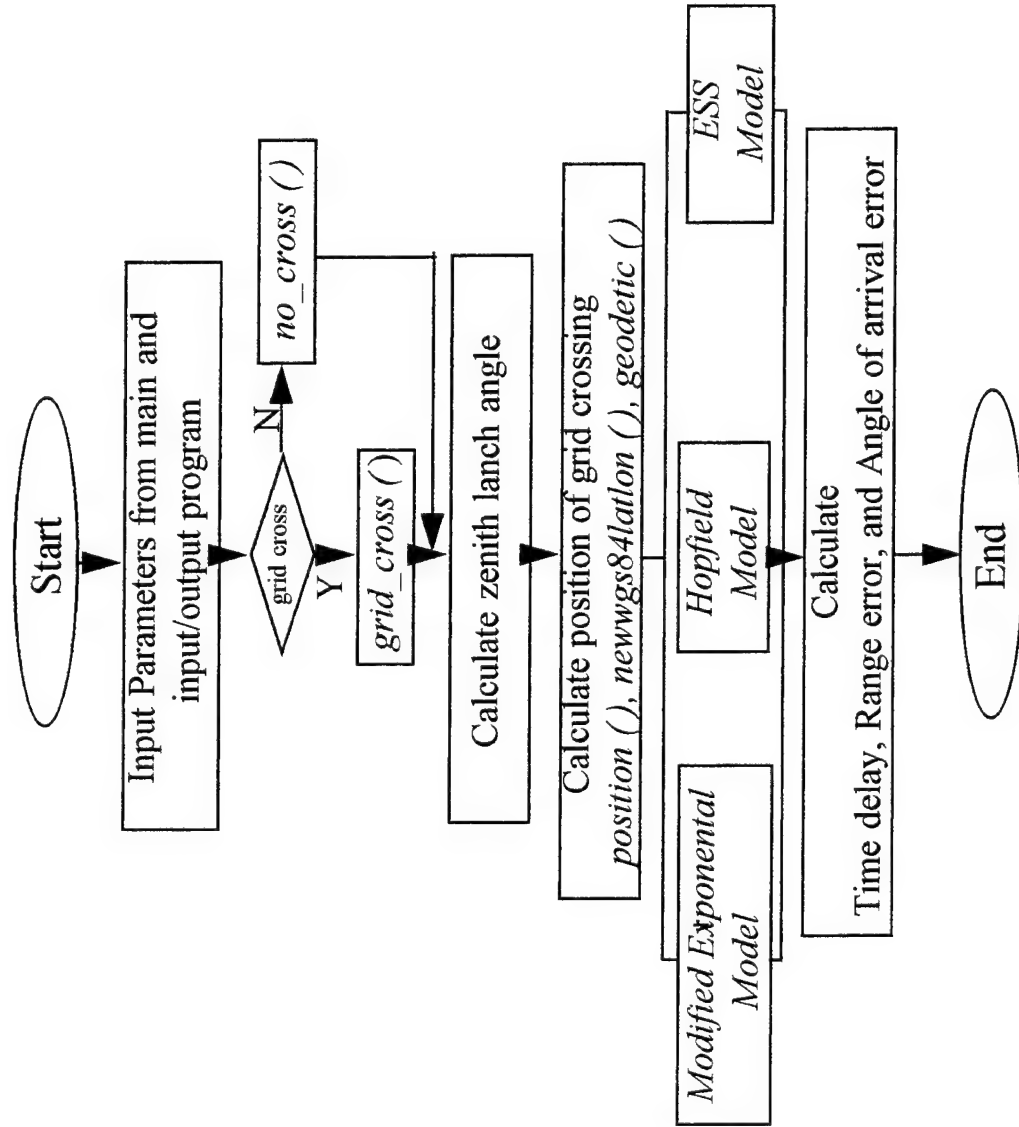 Start
Input Parameters from main and
input/output program
grid cross
N
no_cross ()
Y
grid_cross ()
Calculate zenith lanch angle
Calculate position of grid crossing
position (), newwgs84latlon (), geodetic ()
Modified Exponental
Model
Hopfield
Model
ESS
Model
Calculate
Time delay, Range error, and Angle of arrival error
End